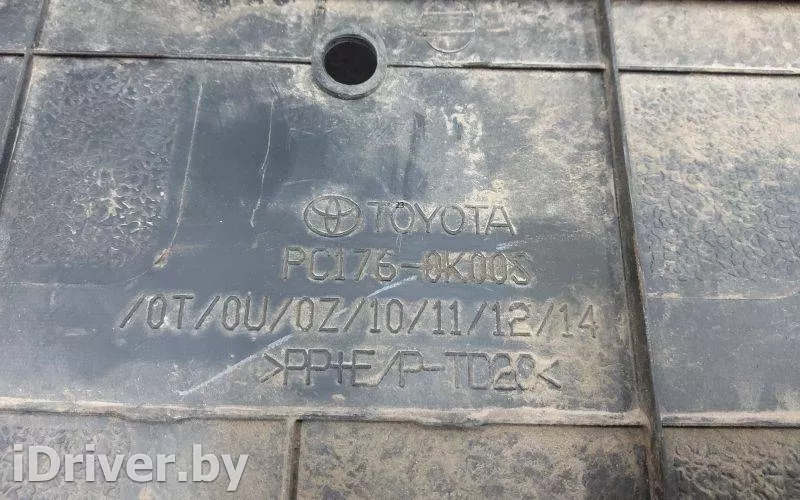 TOYOTA
PC176-0K00S
/0T/0U/0Z/10/11/12/14
>PP+E/P-TD20<
iDriver.by